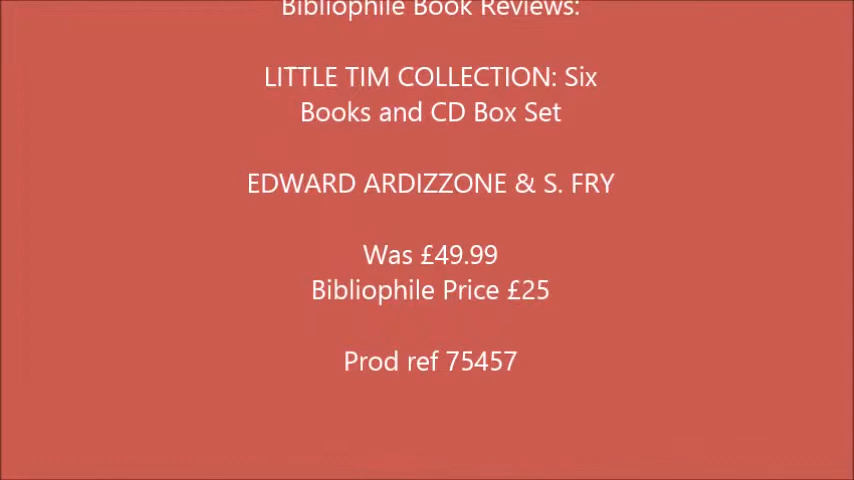 Bibliophile Book Reviews:
LITTLE TIM COLLECTION: Six
Books and CD Box Set
EDWARD ARDIZZONE & S. FRY
Was £49.99
Bibliophile Price £25
Prod ref 75457